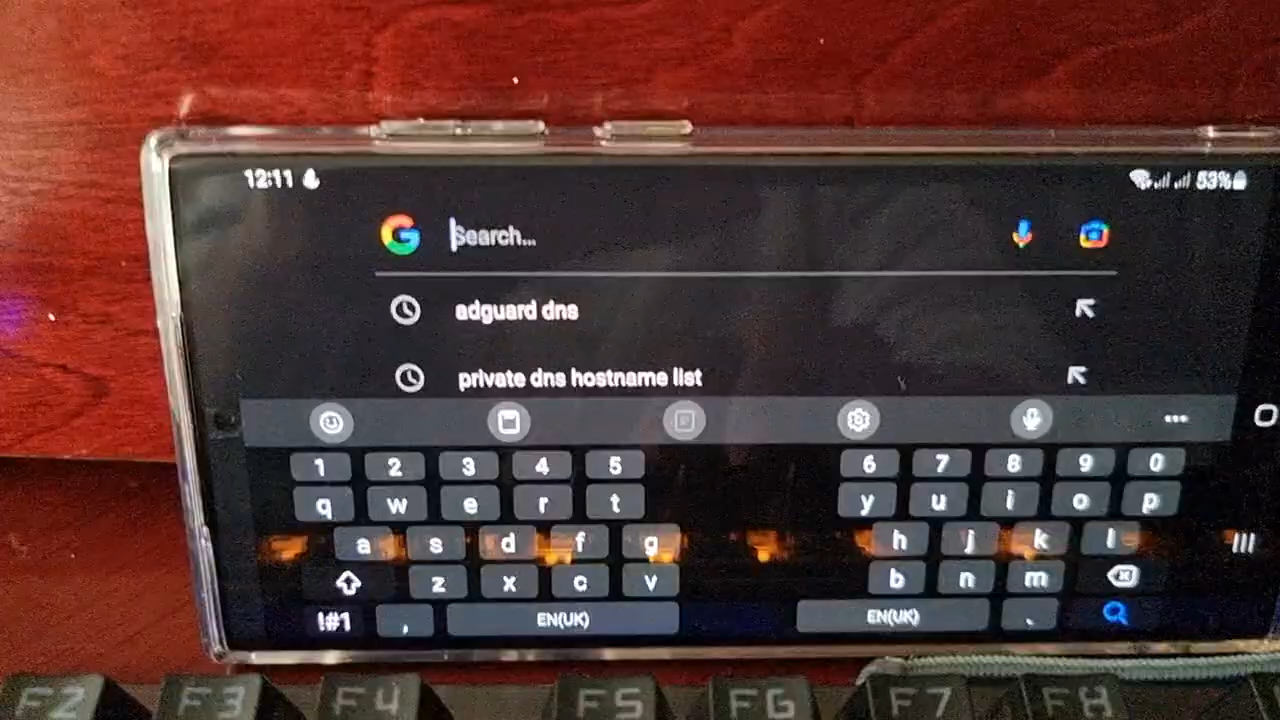 12:11 53%
G Search...
adguard dns
private dns hostname list
1 2 3 4 5 6 7 8 9 0
q w e r t y u i o p
a s d f g h j k l
z x c v b n m
!#1 , EN(UK) EN(UK) .
F2 F3 F4 F5 F6 F7 F8